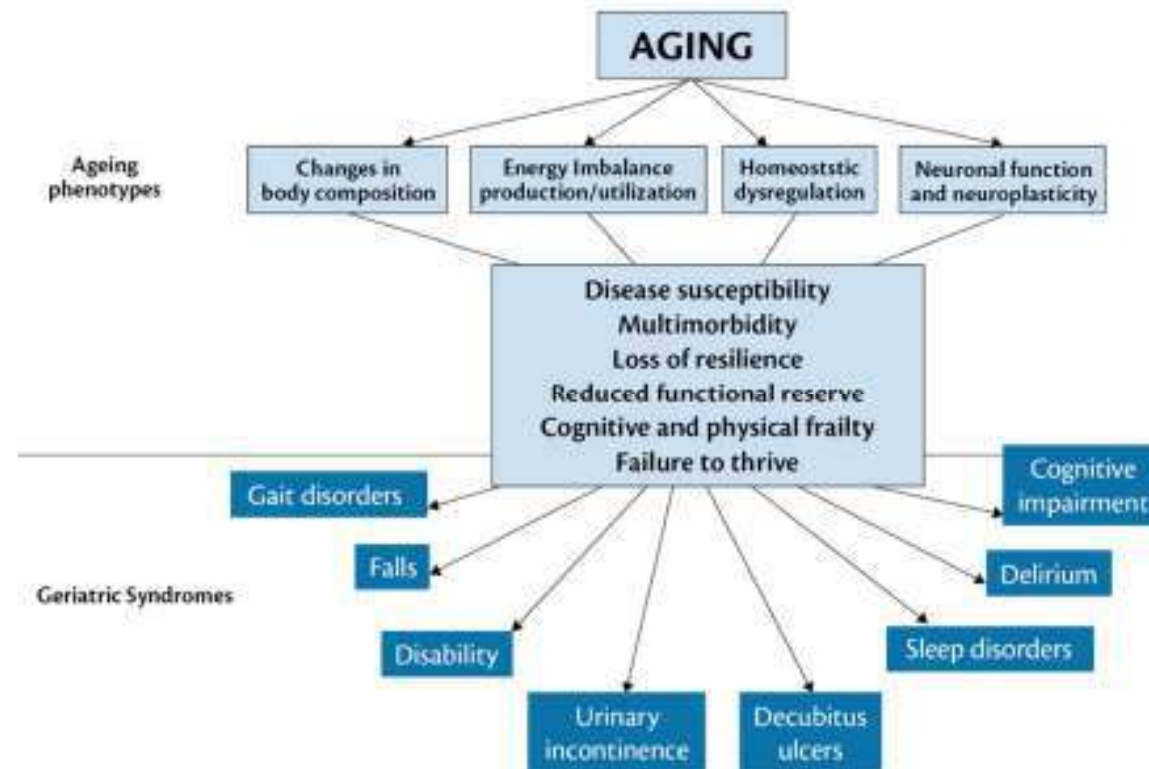 AGING
Ageing
phenotypes
Changes in
body composition
Energy Imbalance
production/utilization
Homeoststic
dysregulation
Neuronal function
and neuroplasticity
Disease susceptibility
Multimorbidity
Loss of resilience
Reduced functional reserve
Cognitive and physical frailty
Failure to thrive
Geriatric Syndromes
Gait disorders
Falls
Disability
Urinary
incontinence
Decubitus
ulcers
Sleep disorders
Delirium
Cognitive
impairment